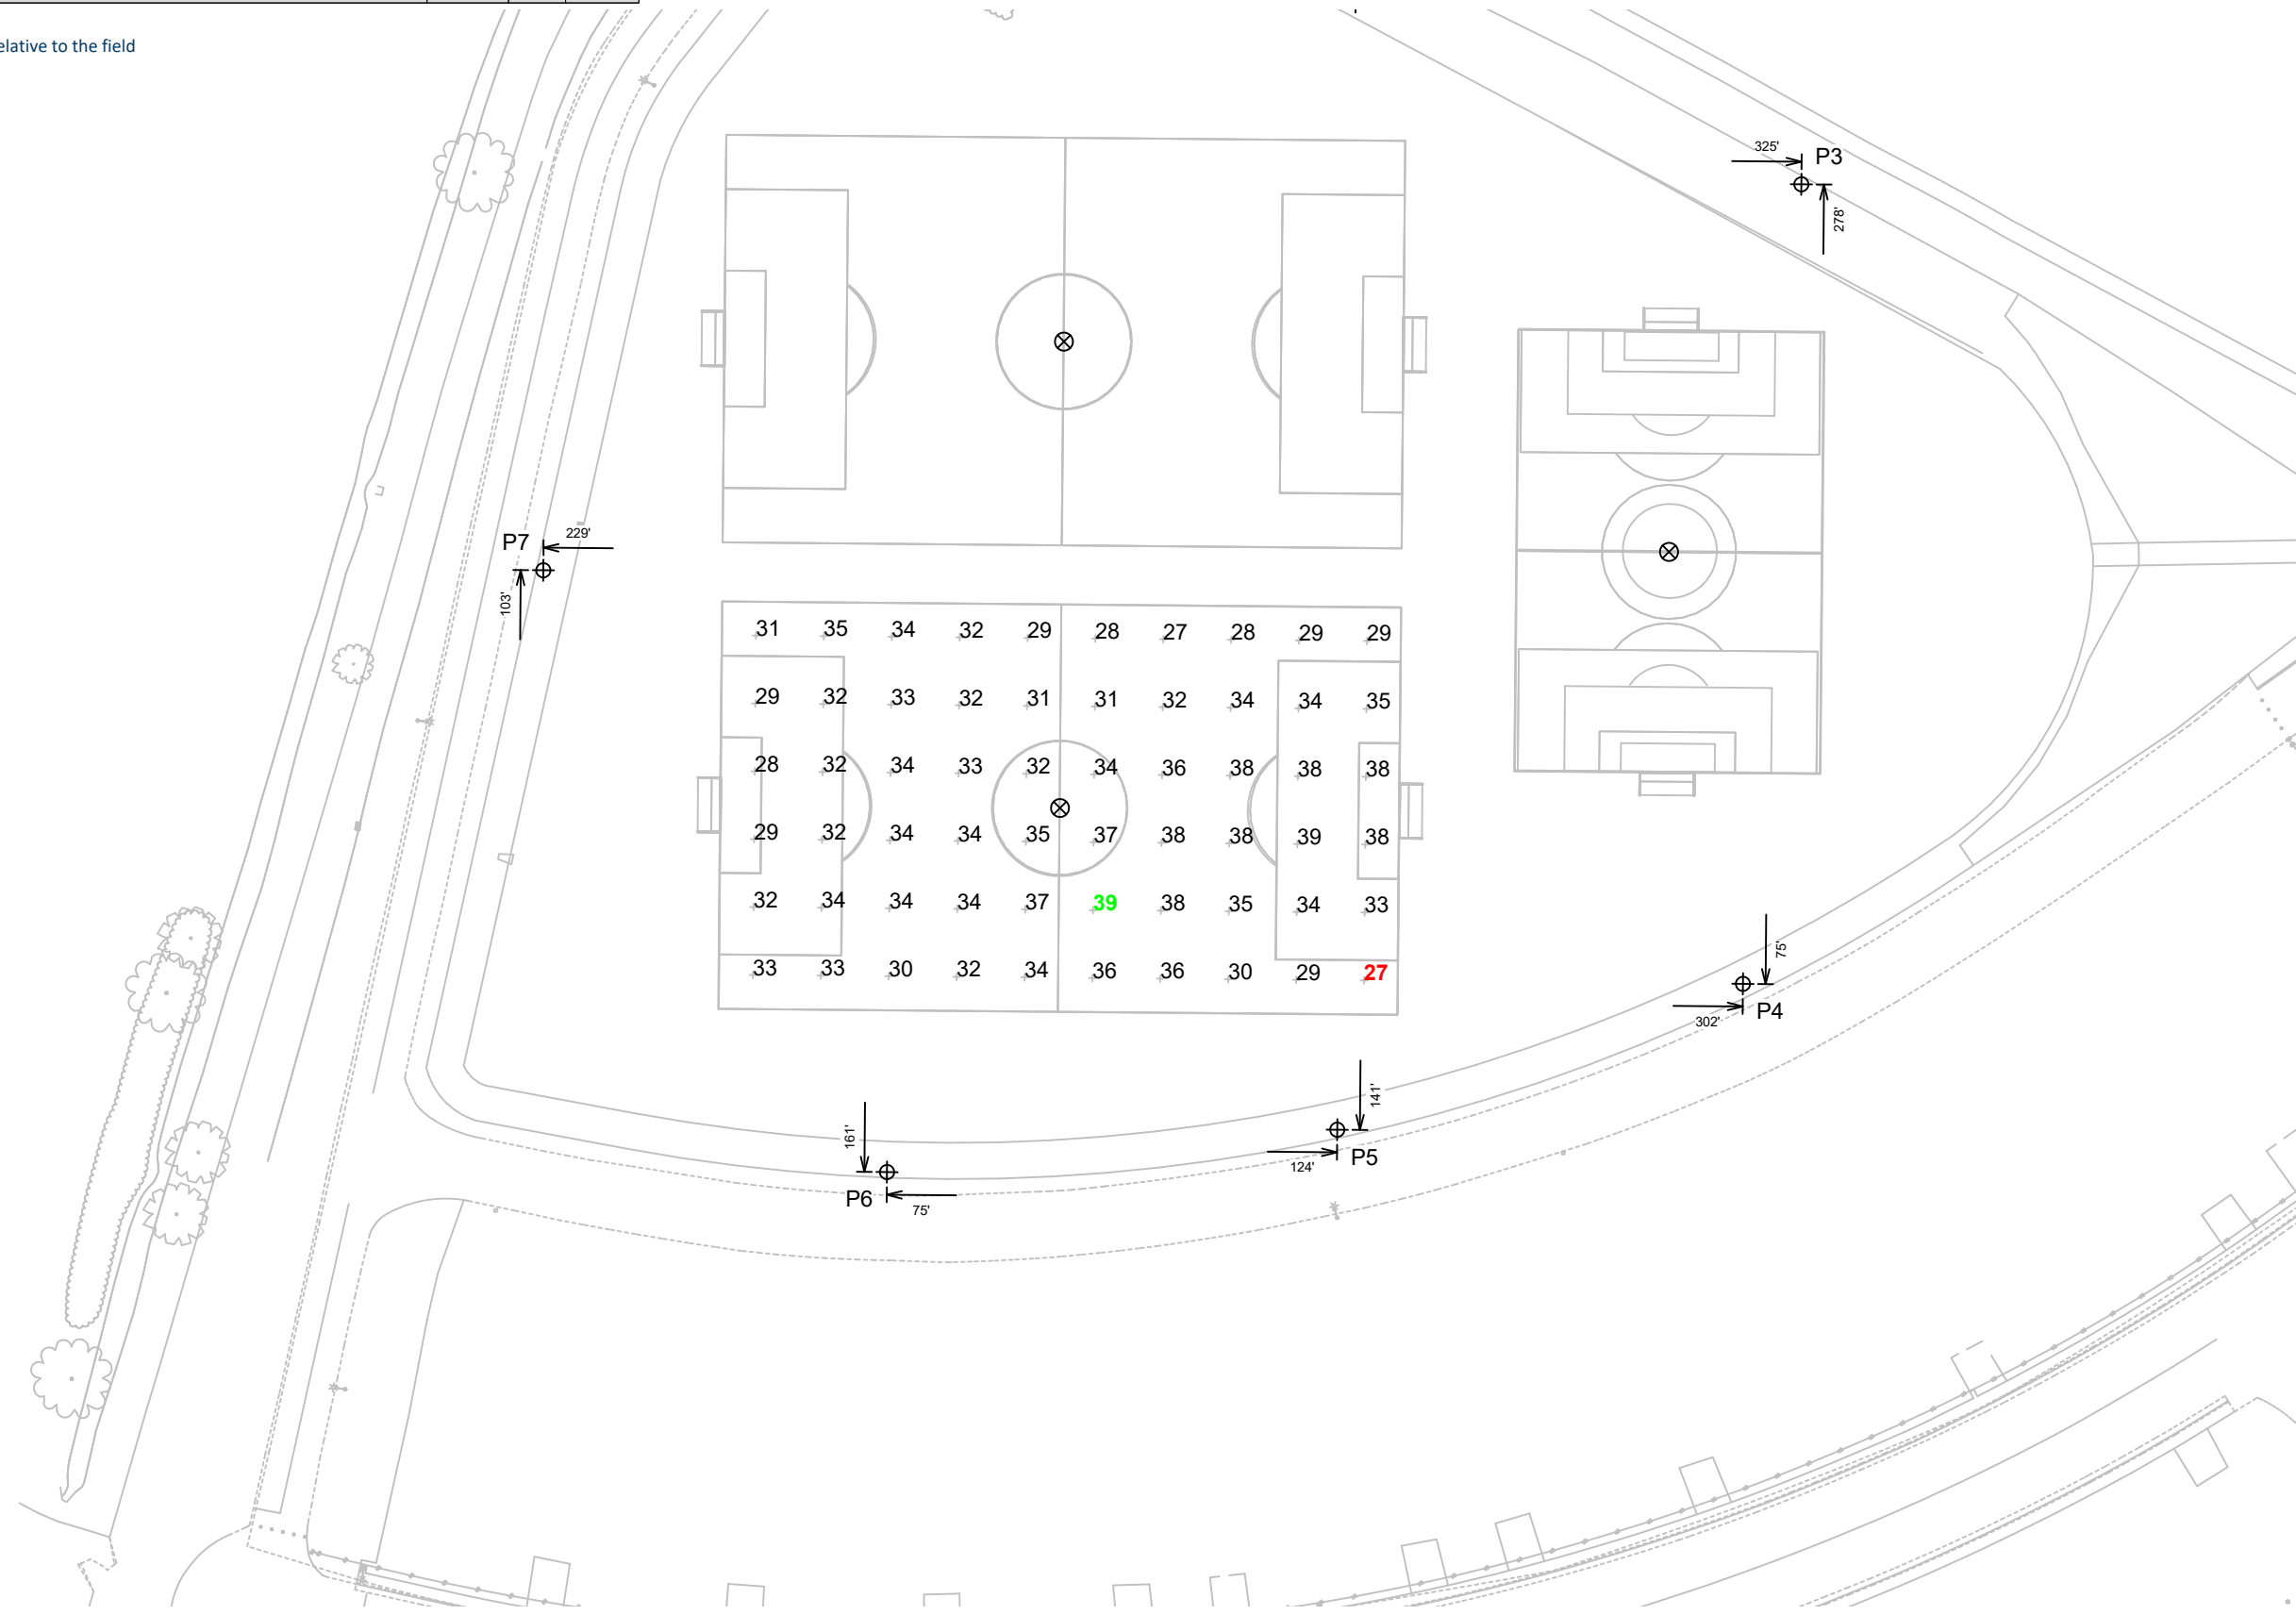 elative to the field
325' P3
278'
P7 229'
103'
31 35 34 32 29 28 27 28 29 29
29 32 33 32 31 31 32 34 34 35
28 32 34 33 32 34 36 38 38 38
29 32 34 34 35 37 38 38 39 38
32 34 34 34 37 39 38 35 34 33
33 33 30 32 34 36 36 30 29 27
75'
302' P4
141'
124' P5
161'
P6 75'